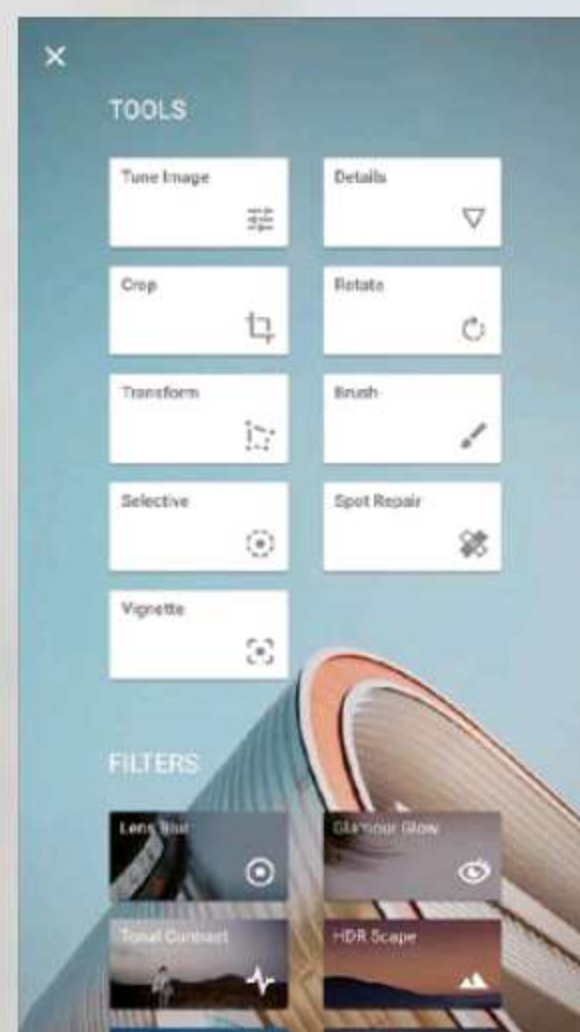 TOOLS
Tune Image
Details
Crop
Rotate
Transform
Brush
Selective
Spot Repair
Vignette
FILTERS
Lens Blur
Glamour Glow
Tonal Contrast
HDR Scape